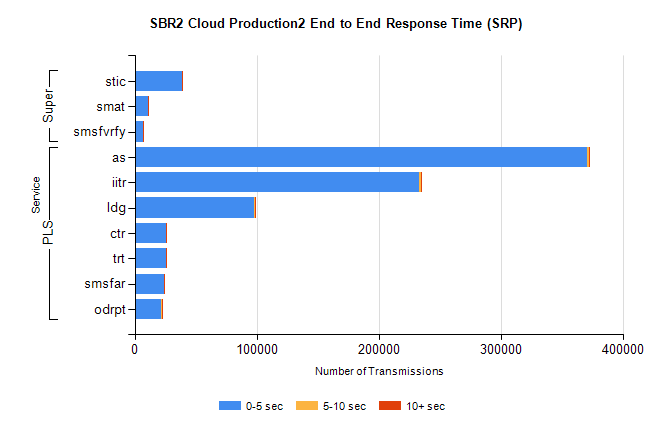 SBR2 Cloud Production2 End to End Response Time (SRP)
Super
stic
smat
smsfvrfy
Service
PLS
as
iitr
ldg
ctr
trt
smsfar
odrpt
0 100000 200000 300000 400000
Number of Transmissions
0-5 sec 5-10 sec 10+ sec